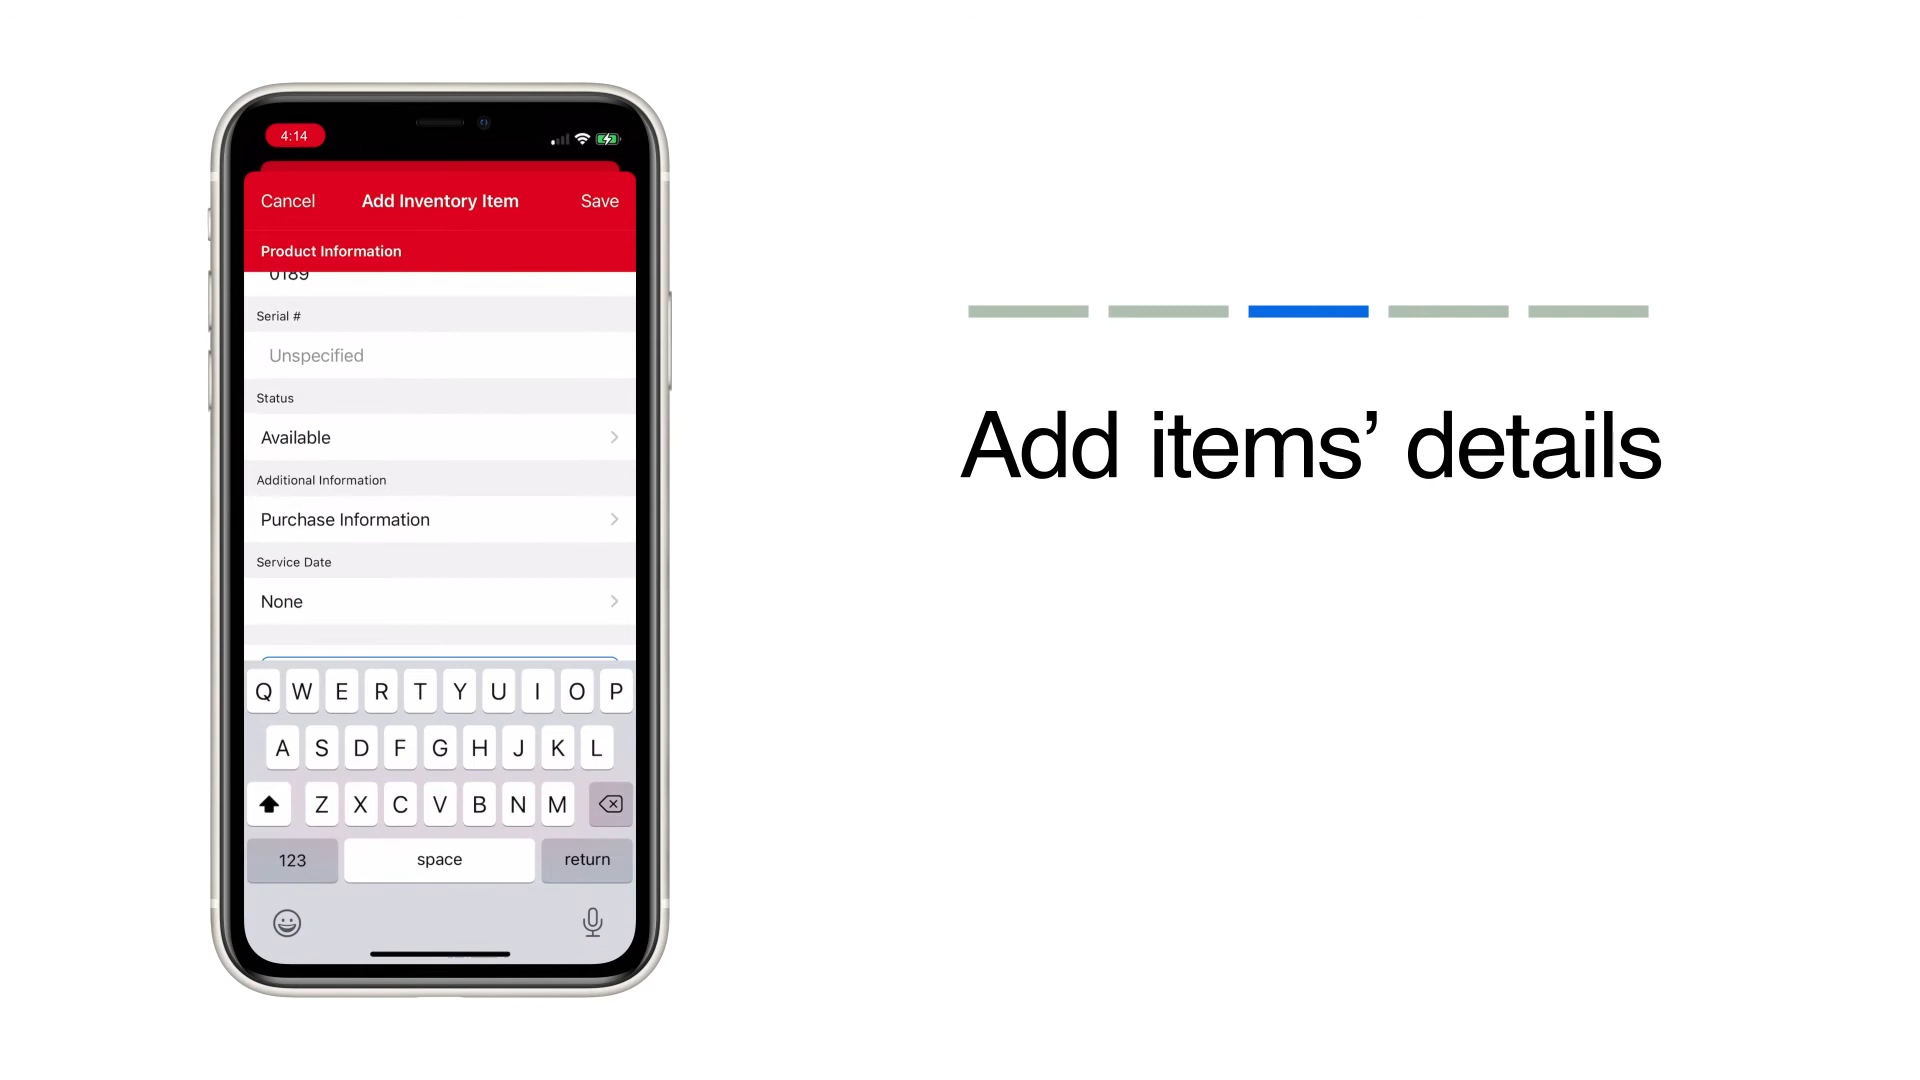 4:14
Cancel Add Inventory Item Save
Product Information
0189
Serial #
Unspecified
Status
Available
Additional Information
Purchase Information
Service Date
None
Q W E R T Y U I O P
A S D F G H J K L
Z X C V B N M
123 space return
Add items’ details